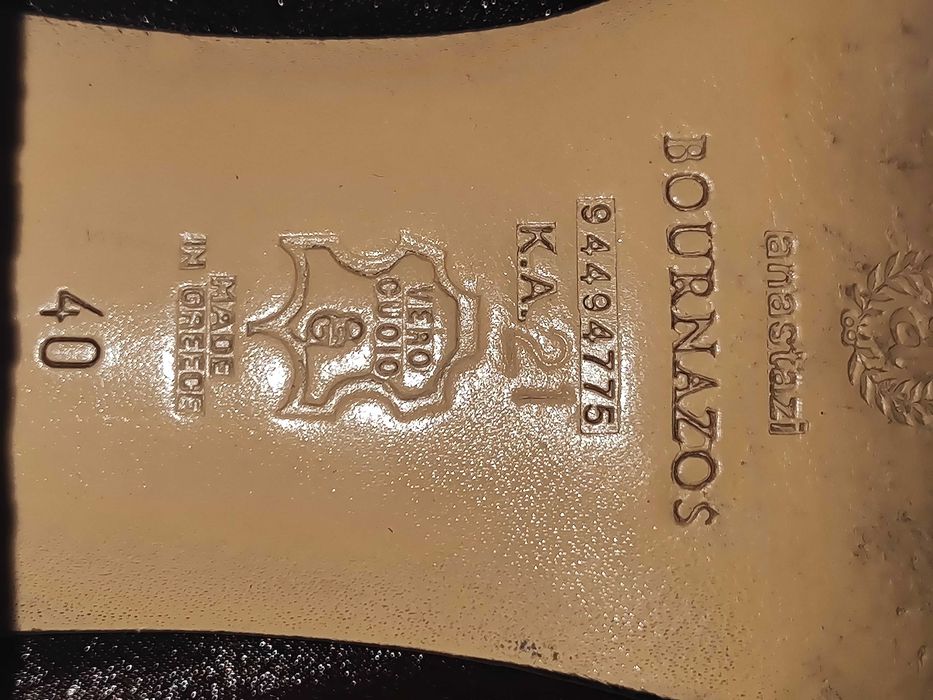 a
anastazi
BOURNAZOS
94494775
K.A. 21
VERO
CUOIO
MADE
IN GREECE
40